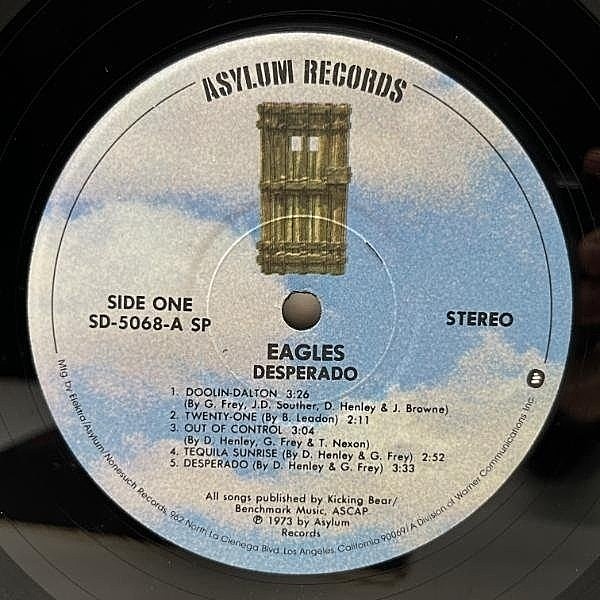 ASYLUM RECORDS
SIDE ONE
SD-5068-A SP
STEREO
EAGLES
DESPERADO
1. DOOLIN-DALTON 3:26
(By G. Frey, J.D. Souther, D. Henley & J. Browne)
2. TWENTY-ONE (By B. Leadon) 2:11
3. OUT OF CONTROL 3:04
(By D. Henley, G. Frey & T. Nexon)
4. TEQUILA SUNRISE (By D. Henley & G. Frey) 2:52
5. DESPERADO (By D. Henley & G. Frey) 3:33
All songs published by Kicking Bear/
Benchmark Music, ASCAP
℗ 1973 by Asylum
Records
Mfg. by Elektra/Asylum/Nonesuch Records, 962 North La Cienega Blvd. Los Angeles, California 90069/A Division of Warner Communications Inc.